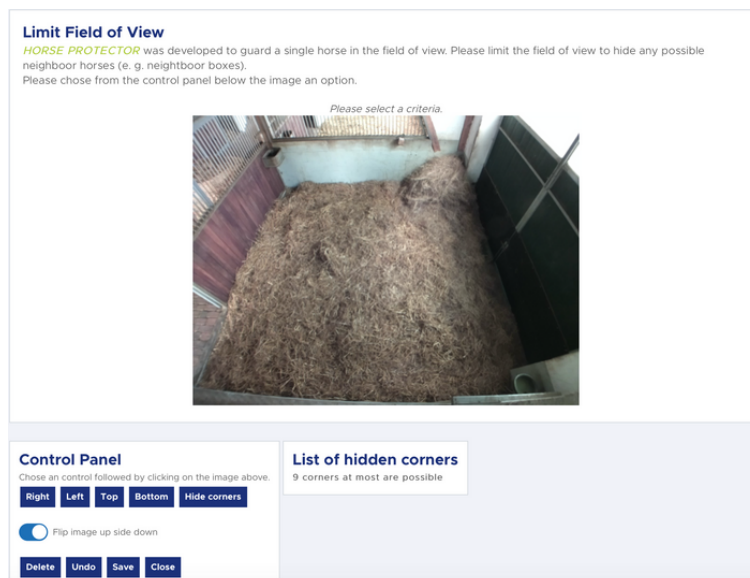 Limit Field of View
HORSE PROTECTOR was developed to guard a single horse in the field of view. Please limit the field of view to hide any possible
neighboor horses (e. g. neightboor boxes).
Please chose from the control panel below the image an option.
Please select a criteria.
Control Panel
Chose an control followed by clicking on the image above.
Right Left Top Bottom Hide corners
Flip image up side down
Delete Undo Save Close
List of hidden corners
9 corners at most are possible